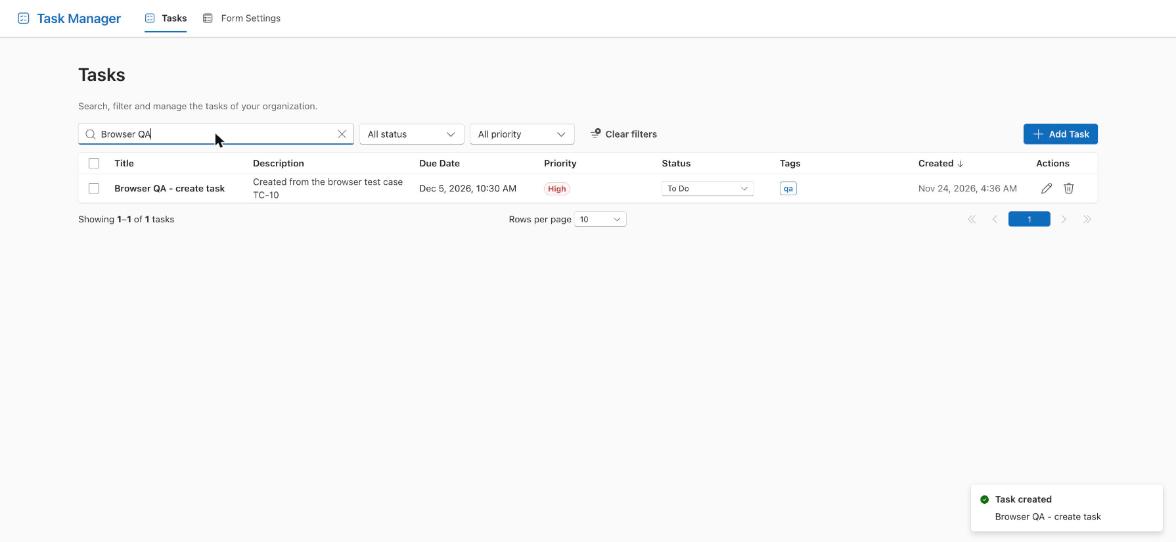 Task Manager
Tasks
Form Settings
Tasks
Search, filter and manage the tasks of your organization.
Browser QA
All status
All priority
Clear filters
Add Task
Title Description Due Date Priority Status Tags Created ↓ Actions
Browser QA - create task
Created from the browser test case
TC-10
Dec 5, 2026, 10:30 AM
High
To Do
qa
Nov 24, 2026, 4:36 AM
Showing 1–1 of 1 tasks
Rows per page 10
1
Task created
Browser QA - create task